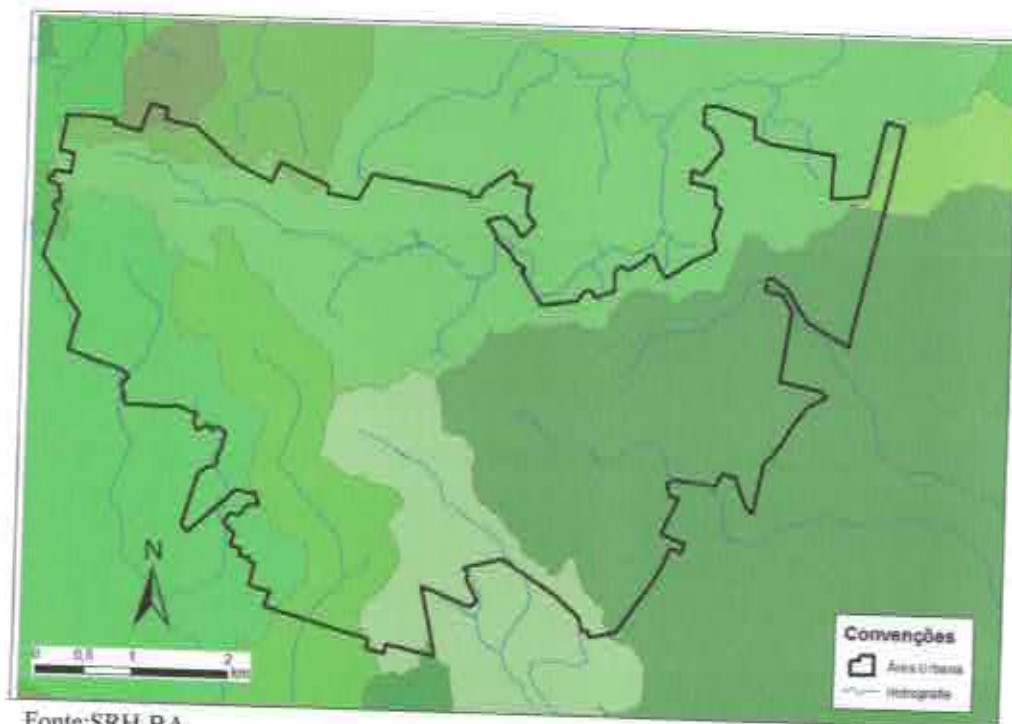 N
0 0,5 1 2
km
Convenções
Área Urbana
Hidrografia
Fonte:SRH-BA